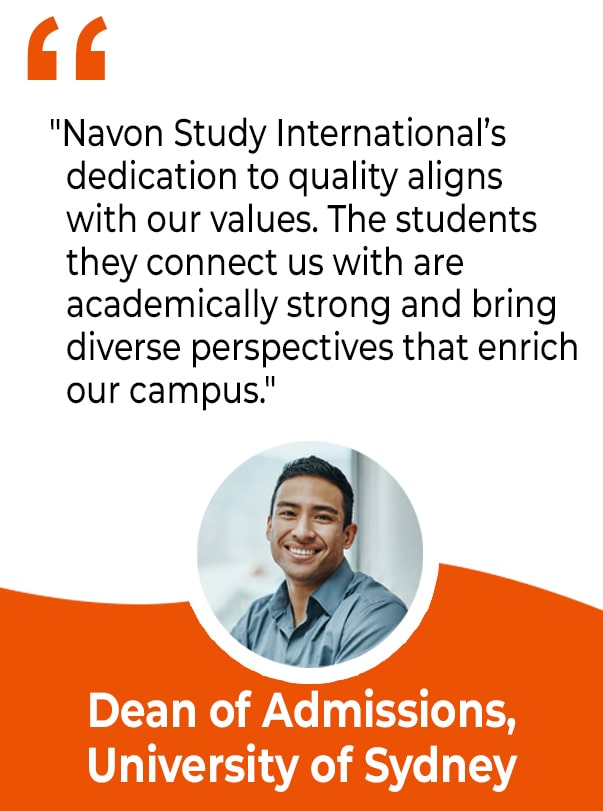 "Navon Study International’s
dedication to quality aligns
with our values. The students
they connect us with are
academically strong and bring
diverse perspectives that enrich
our campus."
Dean of Admissions,
University of Sydney